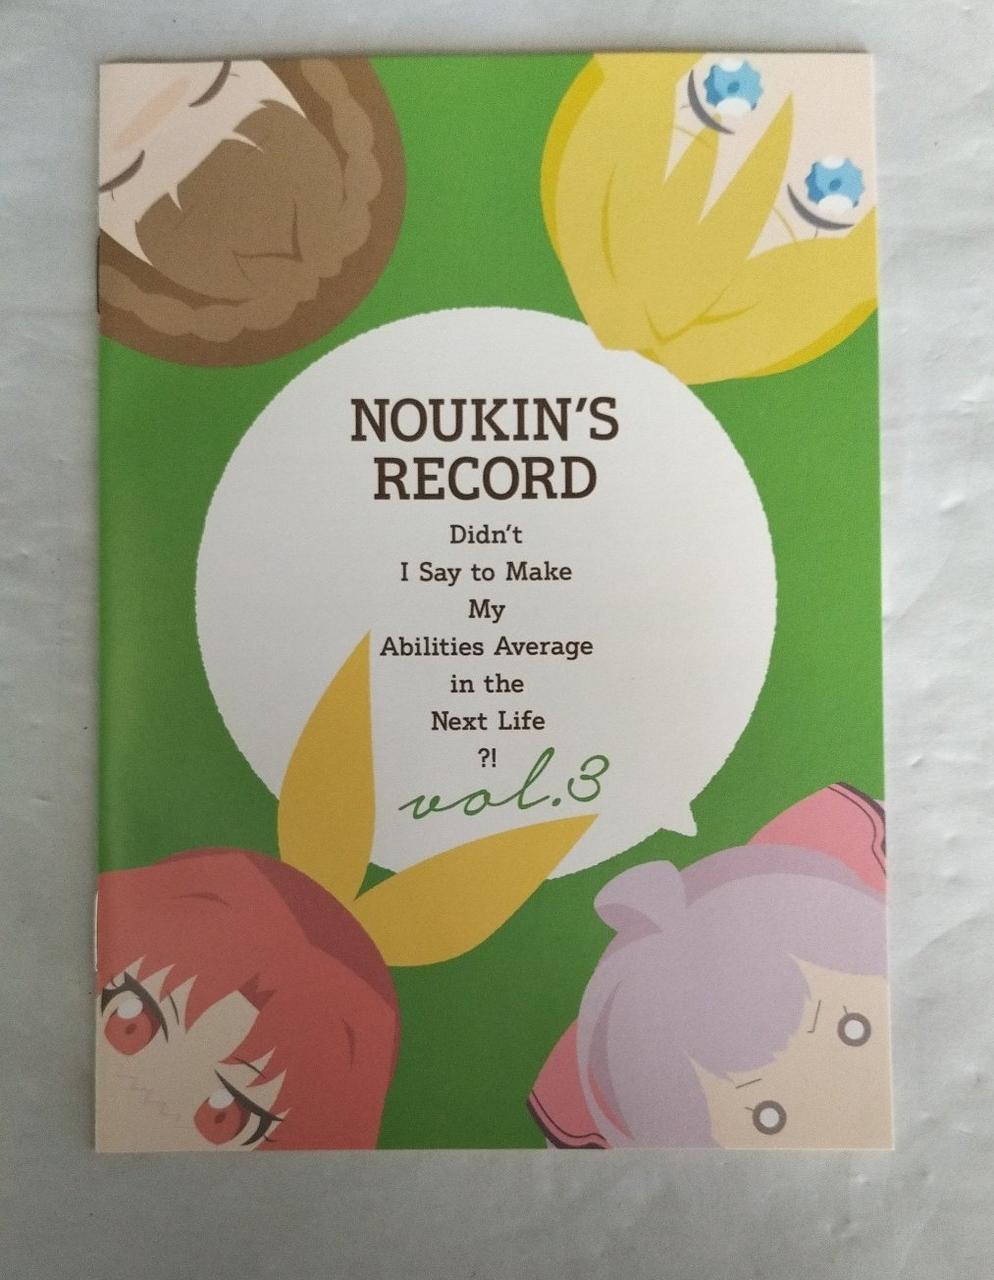 NOUKIN'S
RECORD
Didn't
I Say to Make
My
Abilities Average
in the
Next Life
?!
vol.3